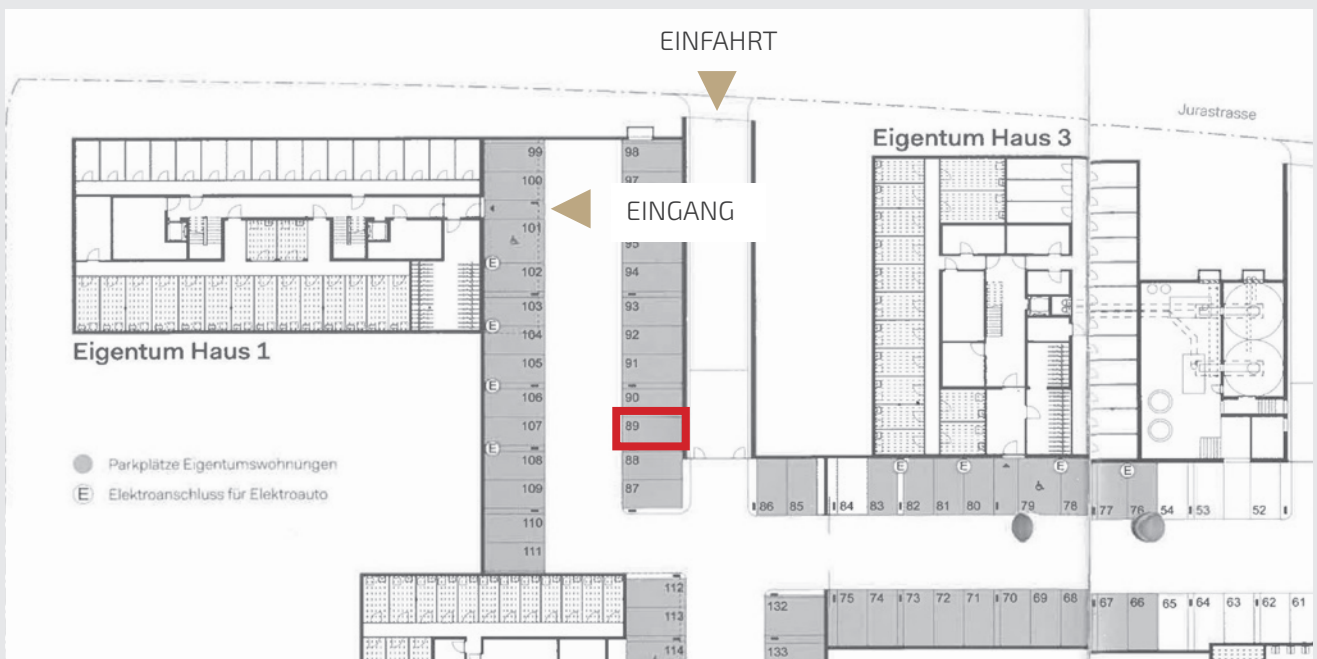 EINFAHRT
Jurastrasse
Eigentum Haus 3
99
98
100
97
EINGANG
101
95
102
94
103
93
104
92
Eigentum Haus 1
105
91
106
90
107
89
Parkplätze Eigentumswohnungen
108
88
E Elektroanschluss für Elektroauto
109
87
110
111
E
E
E
E
E
E
E
E
86 85 84 83 82 81 80 79 78 77 76 54 53 52
112
113
114
132
133
75 74 73 72 71 70 69 68 67 66 65 64 63 62 61